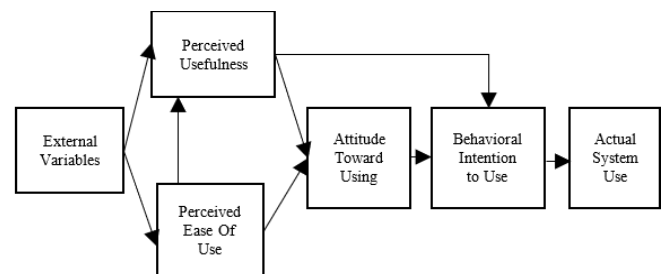 Perceived
Usefulness
External
Variables
Perceived
Ease Of
Use
Attitude
Toward
Using
Behavioral
Intention
to Use
Actual
System
Use